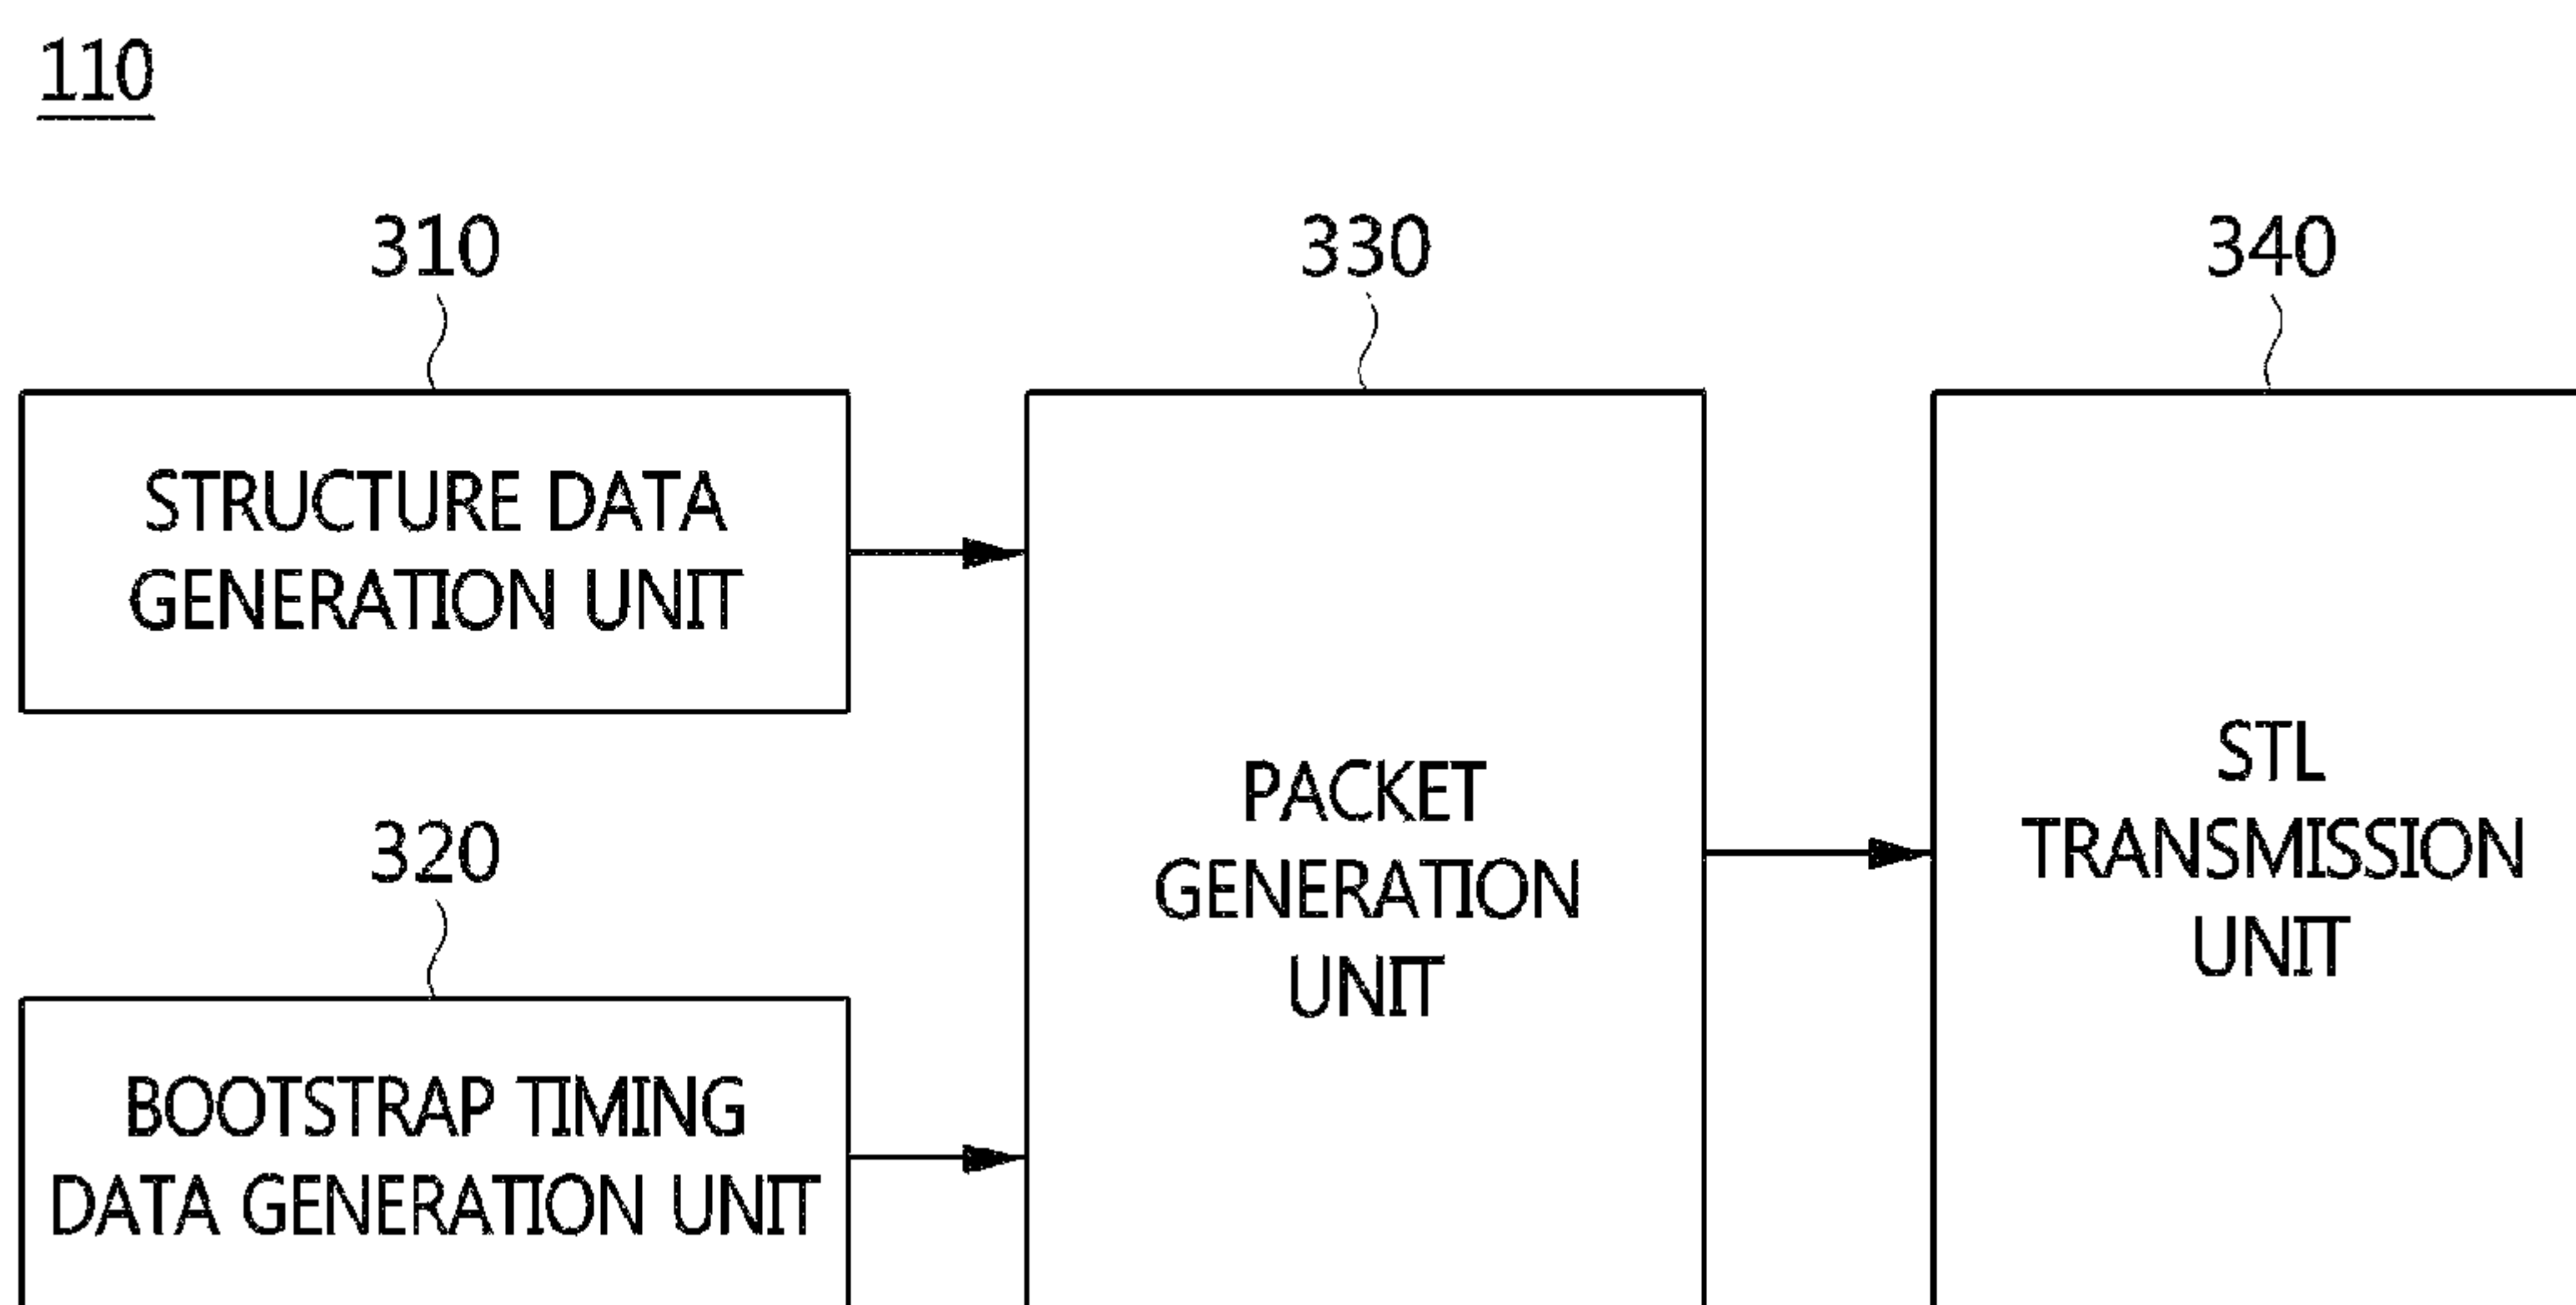 110
310
330
340
STRUCTURE DATA
GENERATION UNIT
PACKET
GENERATION
UNIT
STL
TRANSMISSION
UNIT
320
BOOTSTRAP TIMING
DATA GENERATION UNIT